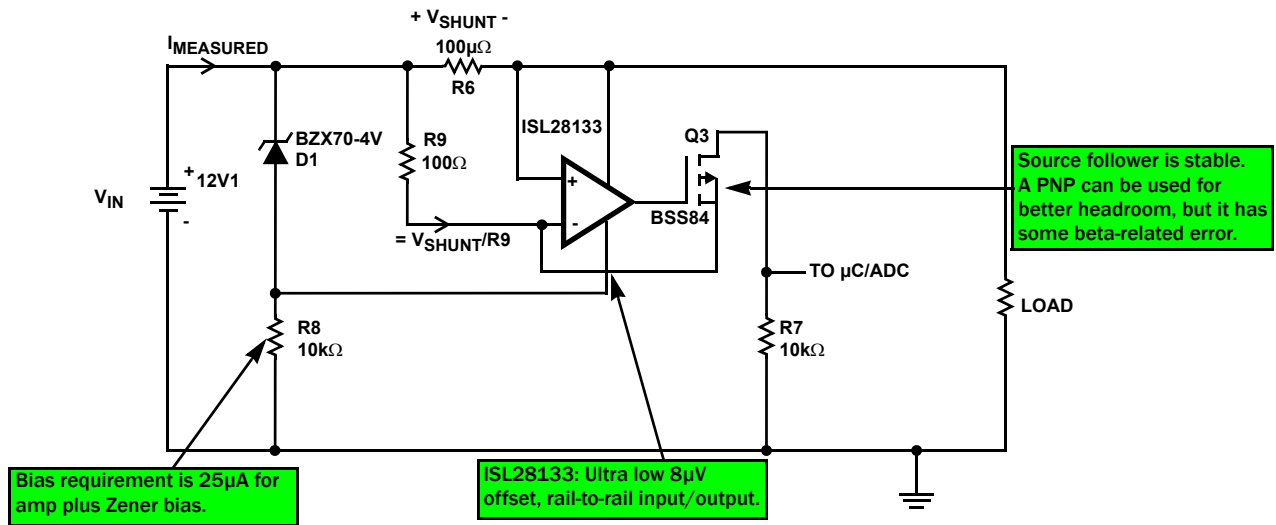 + VSHUNT -
100µΩ
R6
IMEASURED
BZX70-4V
D1
R9
100Ω
ISL28133
+
-
Q3
BSS84
Source follower is stable.
A PNP can be used for
better headroom, but it has
some beta-related error.
VIN
+
12V1
-
= VSHUNT/R9
TO µC/ADC
LOAD
R8
10kΩ
R7
10kΩ
Bias requirement is 25µA for
amp plus Zener bias.
ISL28133: Ultra low 8µV
offset, rail-to-rail input/output.